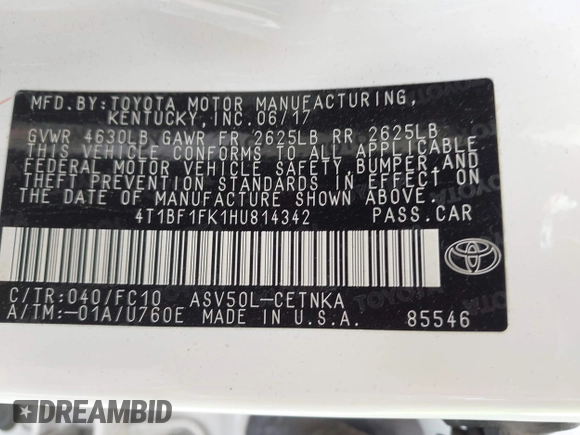 MFD.BY:TOYOTA MOTOR MANUFACTURING,
KENTUCKY,INC.06/17
GVWR 4630LB GAWR FR 2625LB RR 2625LB
THIS VEHICLE CONFORMS TO ALL APPLICABLE
FEDERAL MOTOR VEHICLE SAFETY, BUMPER,AND
THEFT PREVENTION STANDARDS IN EFFECT ON
THE DATE OF MANUFACTURE SHOWN ABOVE.
4T1BF1FK1HU814342 PASS.CAR
TOYOTA
C/TR:040/FC10 ASV50L-CETNKA
A/TM:-01A/U760E MADE IN U.S.A. 85546
DREAMBID